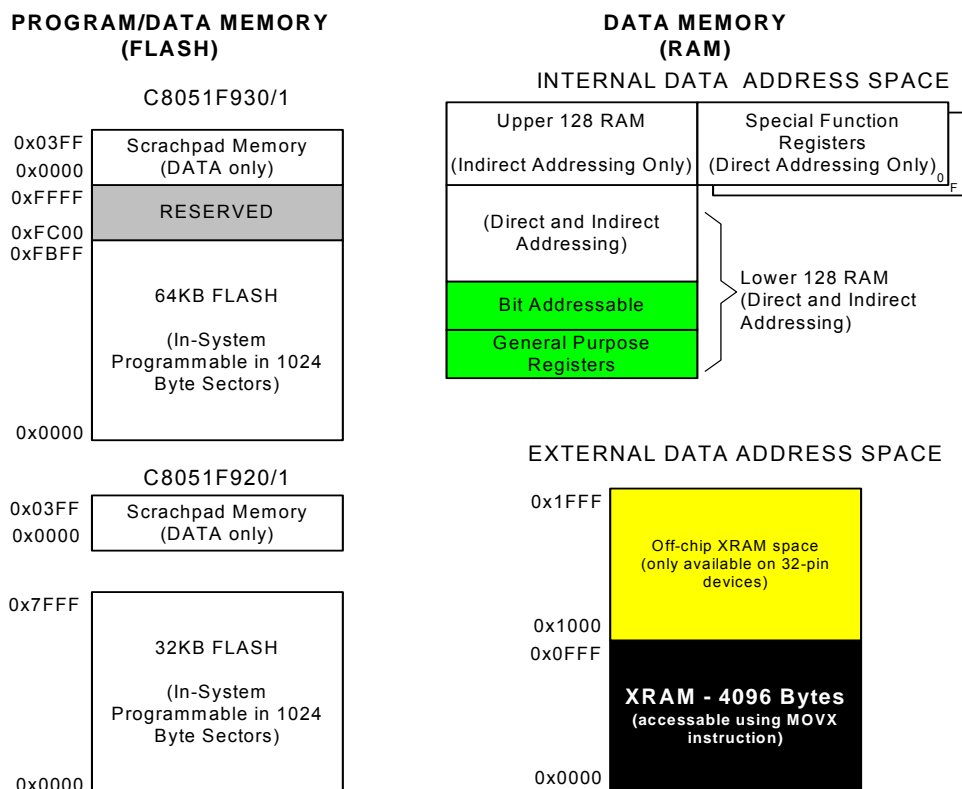 PROGRAM/DATA MEMORY
(FLASH)
C8051F930/1
0x03FF
Scrachpad Memory
(DATA only)
0x0000
0xFFFF
RESERVED
0xFC00
0xFBFF
64KB FLASH
(In-System
Programmable in 1024
Byte Sectors)
0x0000
C8051F920/1
0x03FF
Scrachpad Memory
(DATA only)
0x0000
0x7FFF
32KB FLASH
(In-System
Programmable in 1024
Byte Sectors)
0x0000
DATA MEMORY
(RAM)
INTERNAL DATA ADDRESS SPACE
Upper 128 RAM
(Indirect Addressing Only)
Special Function
Registers
(Direct Addressing Only)
0
F
(Direct and Indirect
Addressing)
Bit Addressable
General Purpose
Registers
Lower 128 RAM
(Direct and Indirect
Addressing)
EXTERNAL DATA ADDRESS SPACE
0x1FFF
Off-chip XRAM space
(only available on 32-pin
devices)
0x1000
0x0FFF
XRAM - 4096 Bytes
(accessable using MOVX
instruction)
0x0000